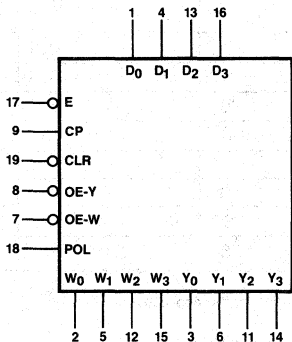 1 4 13 16
D0 D1 D2 D3
17 E
9 CP
19 CLR
8 OE-Y
7 OE-W
18 POL
W0 W1 W2 W3 Y0 Y1 Y2 Y3
2 5 12 15 3 6 11 14